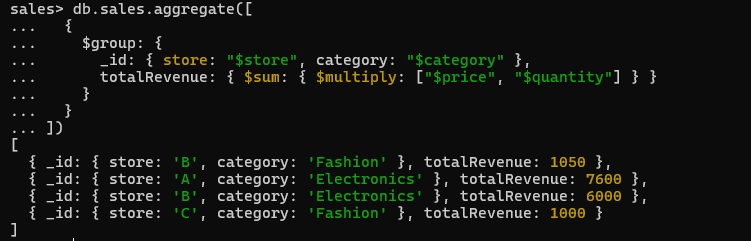 sales> db.sales.aggregate([
...   {
...     $group: {
...       _id: { store: "$store", category: "$category" },
...       totalRevenue: { $sum: { $multiply: ["$price", "$quantity"] } }
...     }
...   }
... ])
[
  { _id: { store: 'B', category: 'Fashion' }, totalRevenue: 1050 },
  { _id: { store: 'A', category: 'Electronics' }, totalRevenue: 7600 },
  { _id: { store: 'B', category: 'Electronics' }, totalRevenue: 6000 },
  { _id: { store: 'C', category: 'Fashion' }, totalRevenue: 1000 }
]